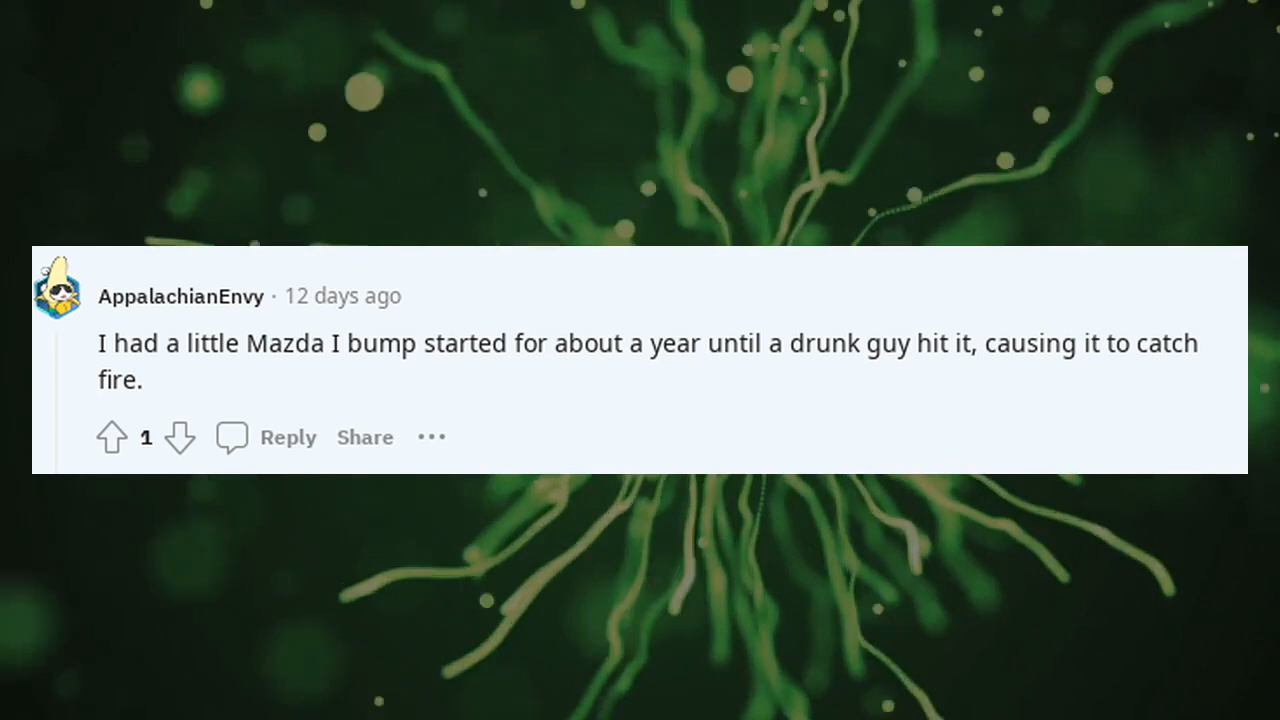 AppalachianEnvy · 12 days ago
I had a little Mazda I bump started for about a year until a drunk guy hit it, causing it to catch
fire.
1 Reply Share ···